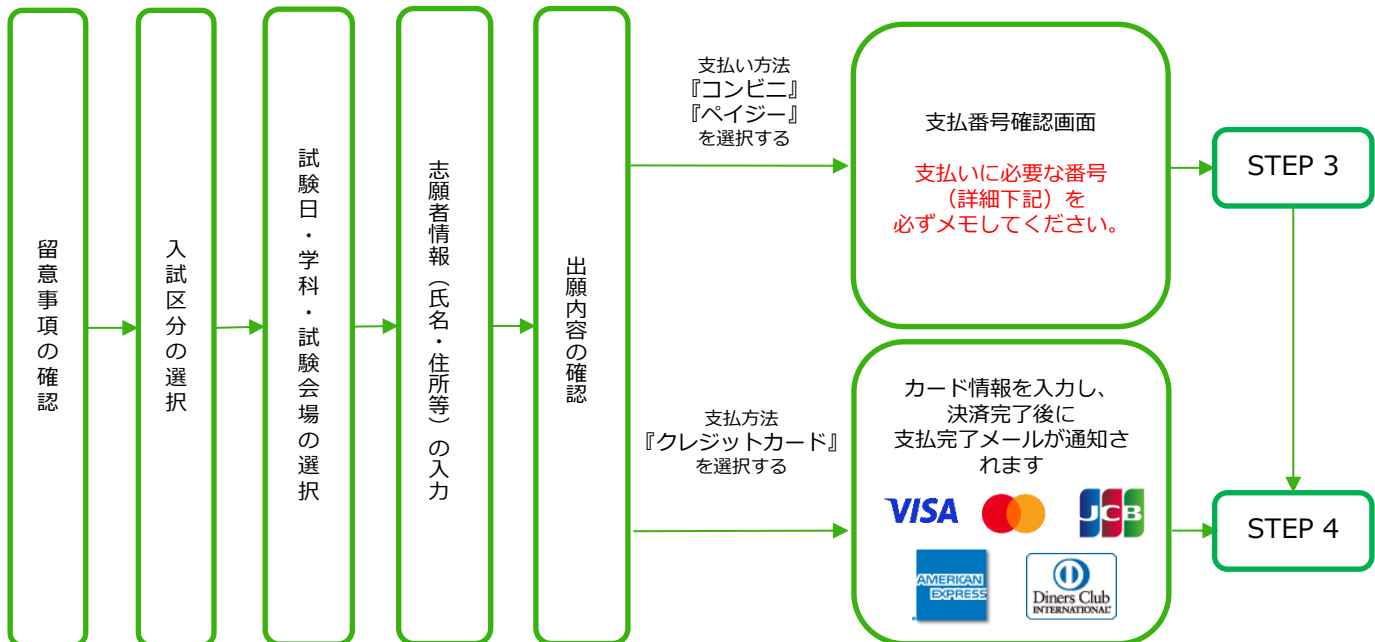 留意事項の確認
入試区分の選択
試験日・学科・試験会場の選択
志願者情報（氏名・住所等）の入力
出願内容の確認
支払い方法
『コンビニ』
『ペイジー』
を選択する
支払番号確認画面
支払いに必要な番号
（詳細下記）を
必ずメモしてください。
STEP 3
支払方法
『クレジットカード』
を選択する
カード情報を入力し、
決済完了後に
支払完了メールが通知さ
れます
VISA
JCB
AMERICAN
EXPRESS
Diners Club
INTERNATIONAL
STEP 4